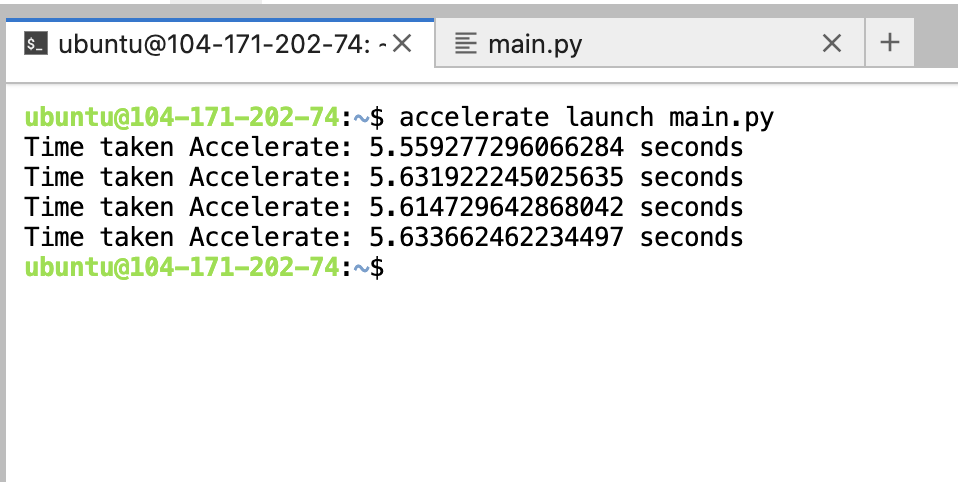 ubuntu@104-171-202-74: ~
main.py
ubuntu@104-171-202-74:~$ accelerate launch main.py
Time taken Accelerate: 5.559277296066284 seconds
Time taken Accelerate: 5.631922245025635 seconds
Time taken Accelerate: 5.614729642868042 seconds
Time taken Accelerate: 5.633662462234497 seconds
ubuntu@104-171-202-74:~$